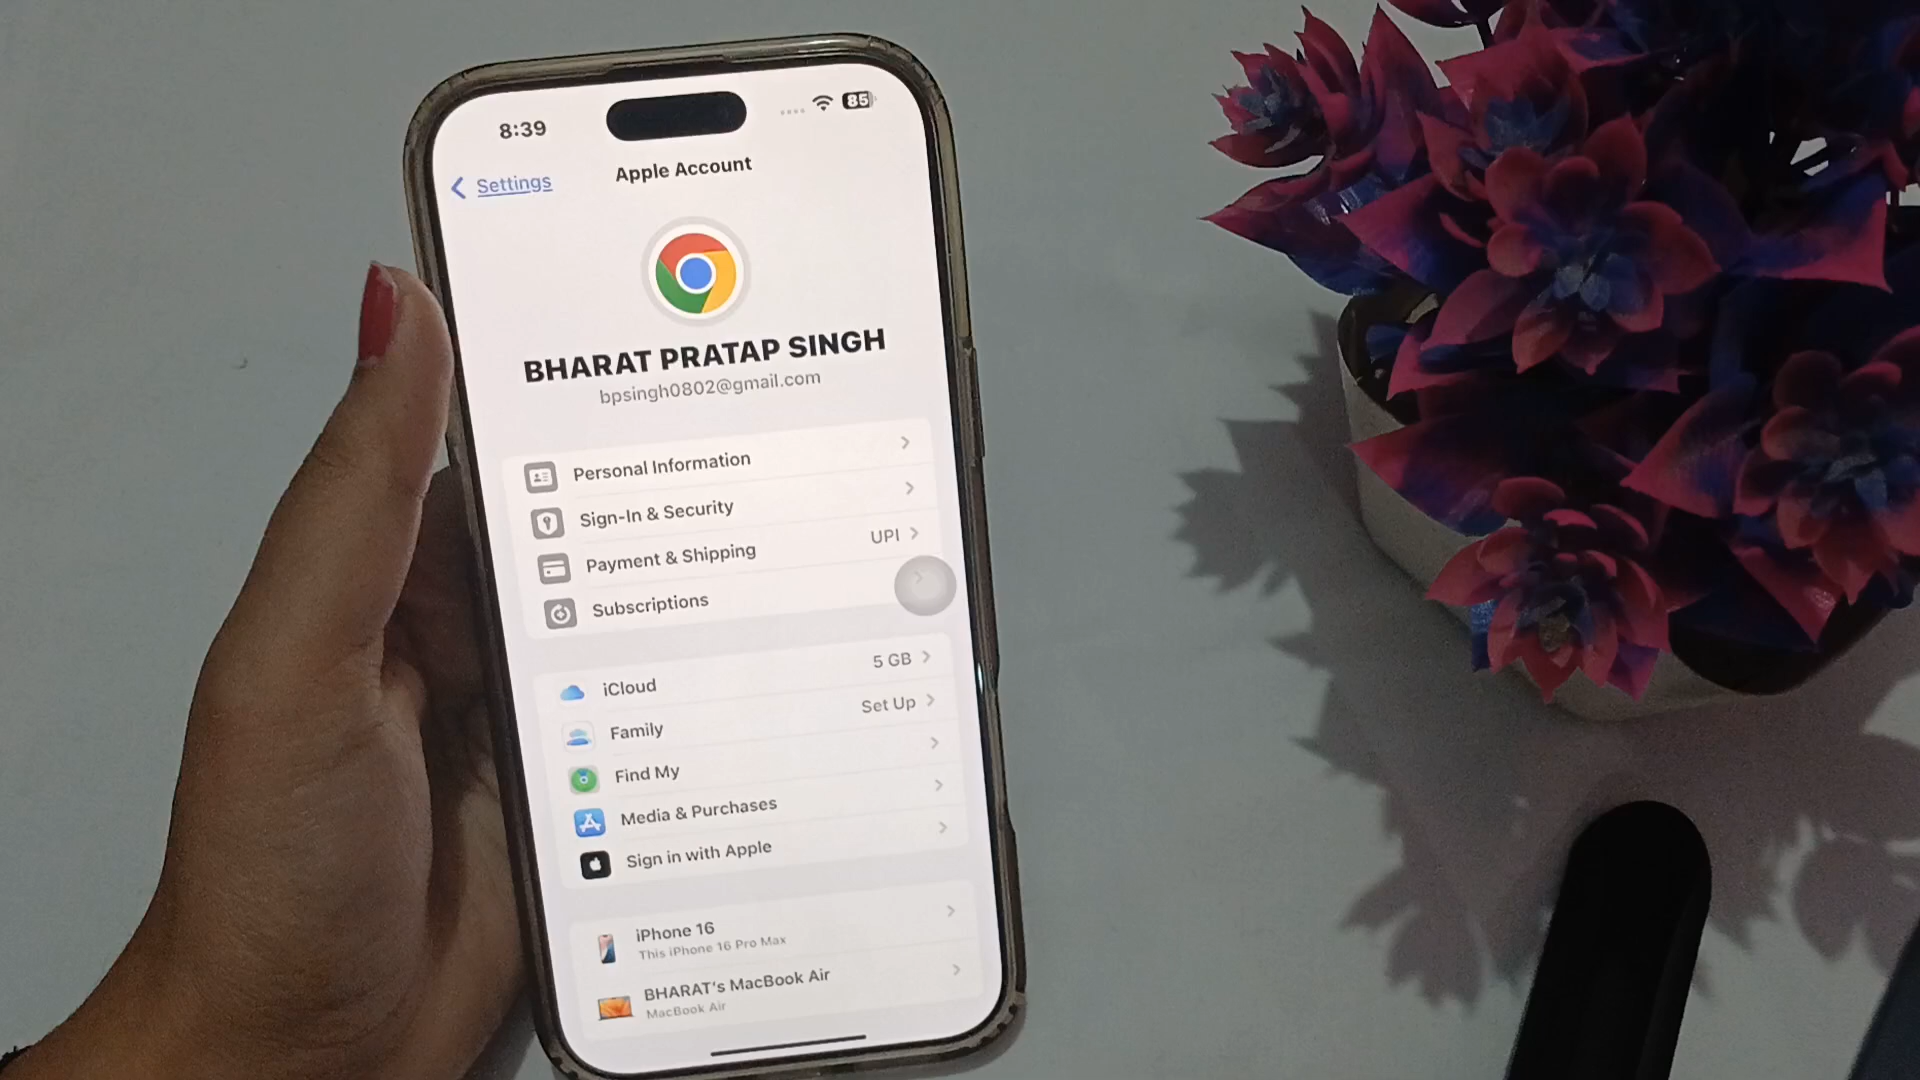 8:39
85
Settings
Apple Account
BHARAT PRATAP SINGH
bpsingh0802@gmail.com
Personal Information
Sign-In & Security
Payment & Shipping UPI
Subscriptions
iCloud 5 GB
Family Set Up
Find My
Media & Purchases
Sign in with Apple
iPhone 16
This iPhone 16 Pro Max
BHARAT's MacBook Air
MacBook Air